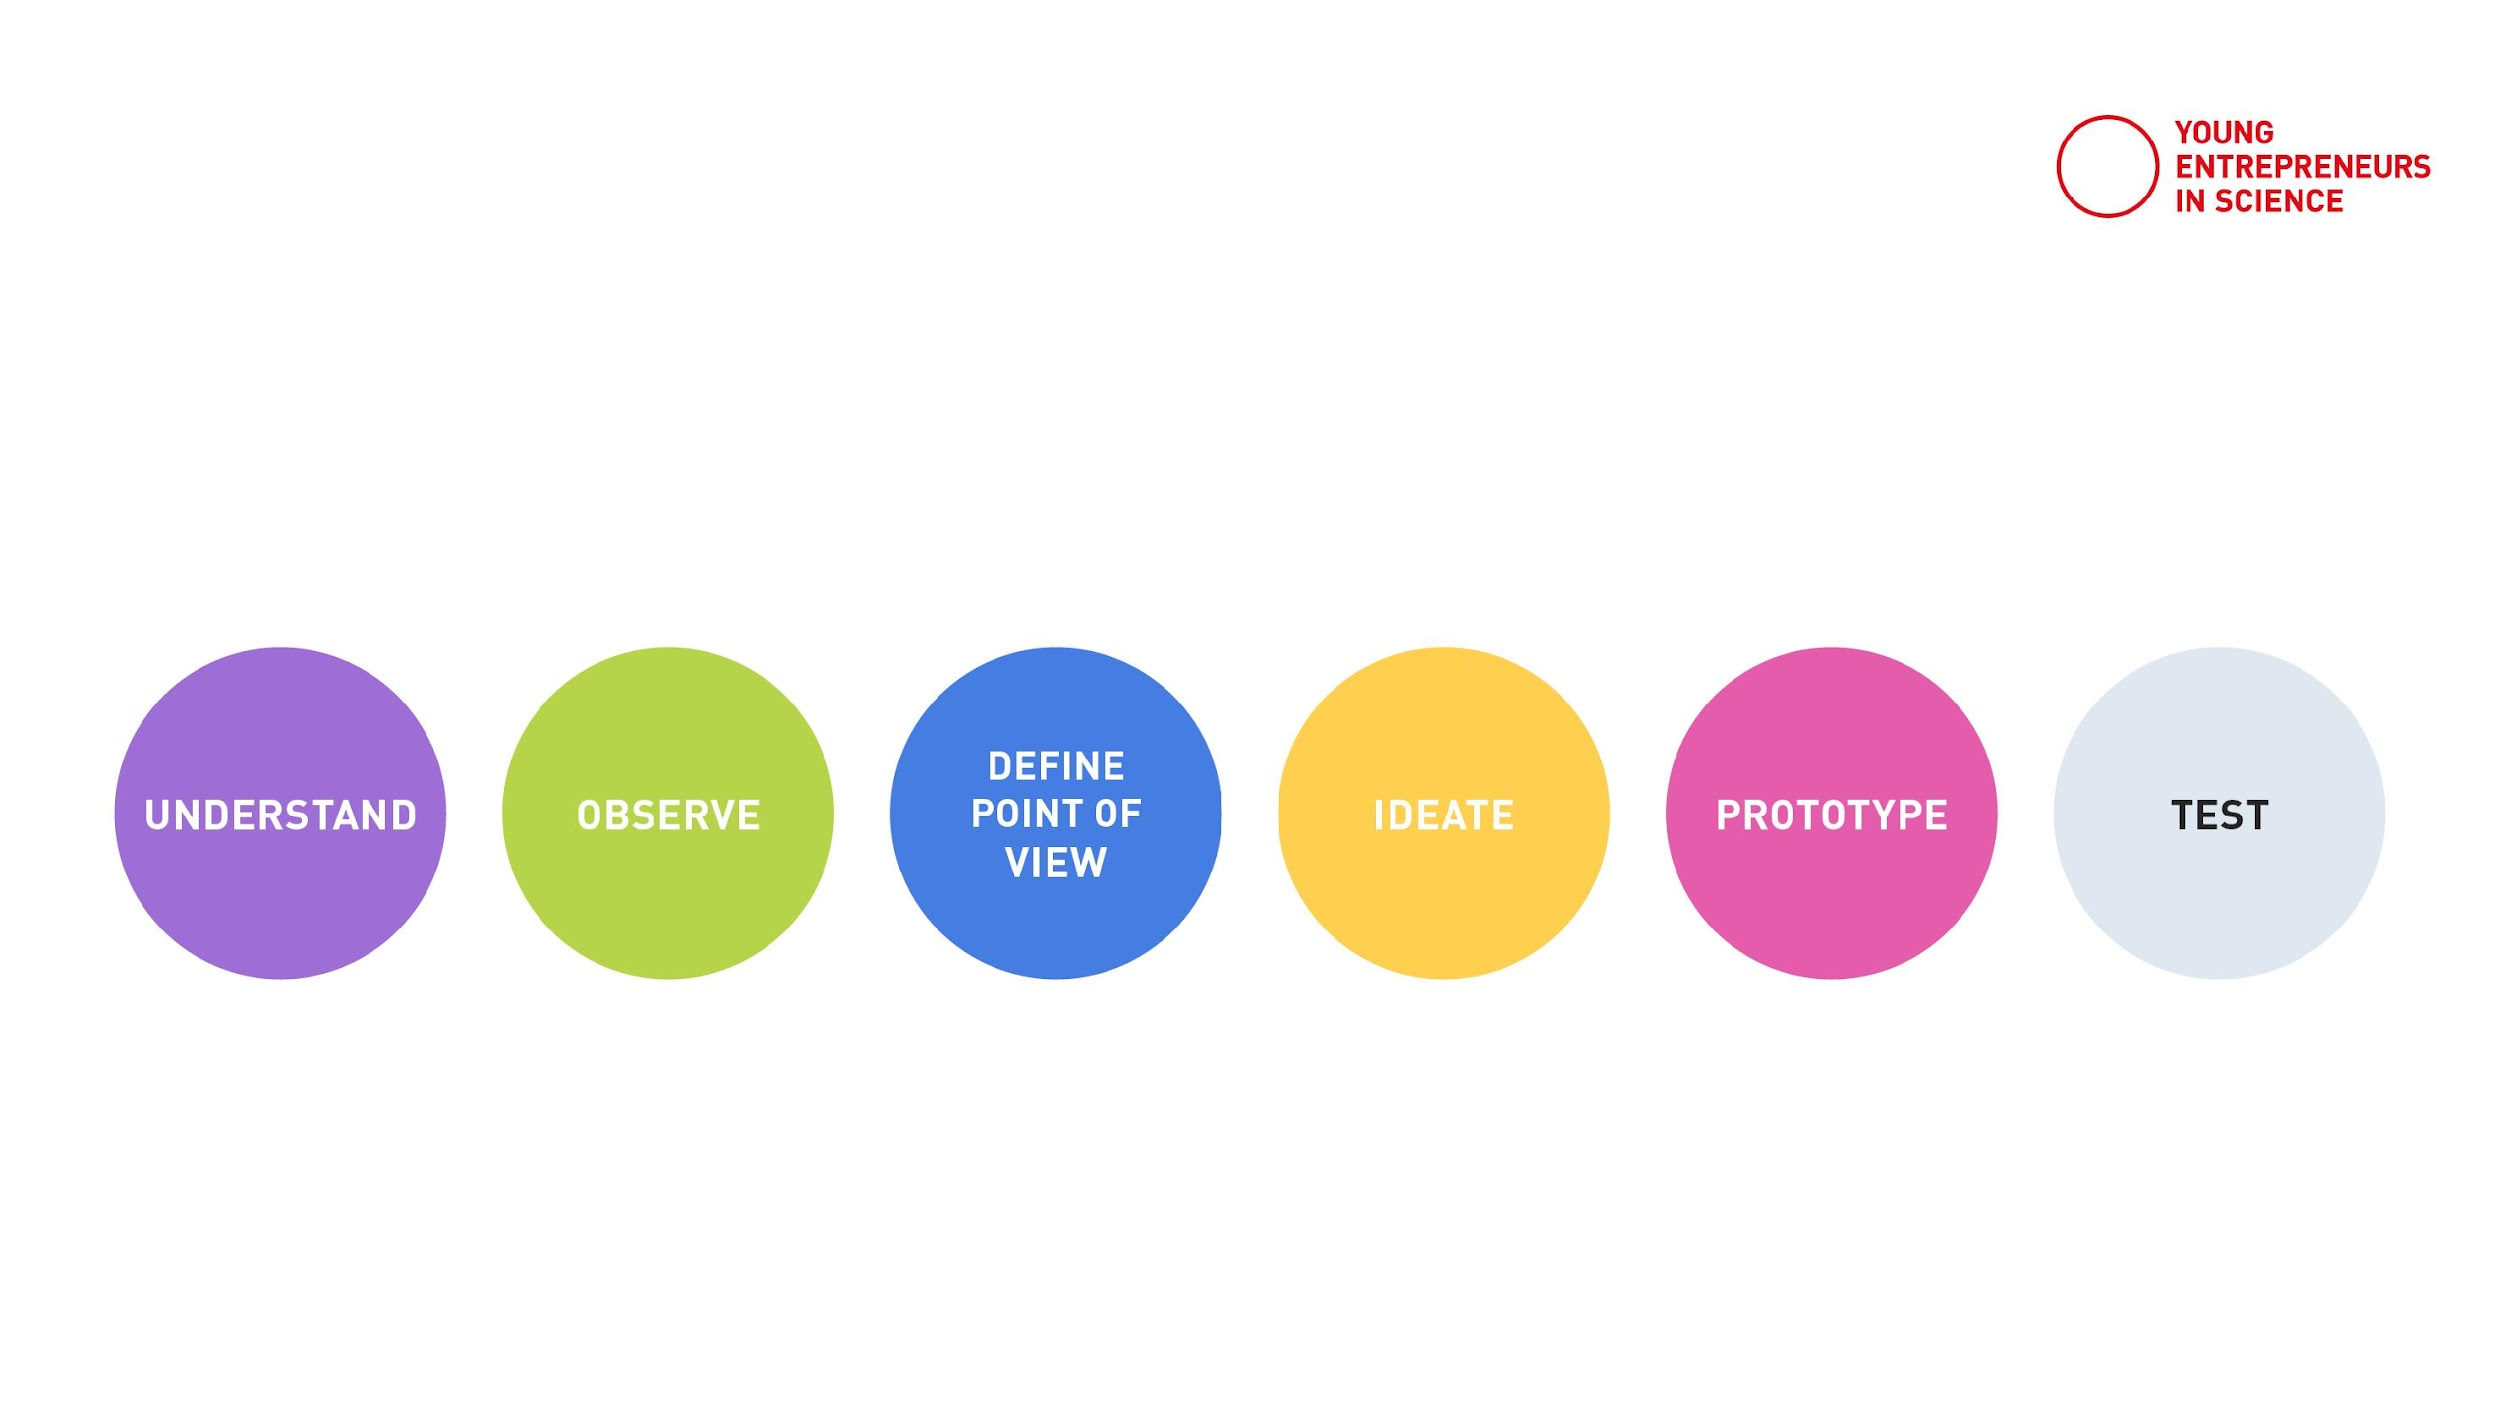 YOUNG
ENTREPRENEURS
IN SCIENCE
UNDERSTAND
OBSERVE
DEFINE
POINT OF
VIEW
IDEATE
PROTOTYPE
TEST